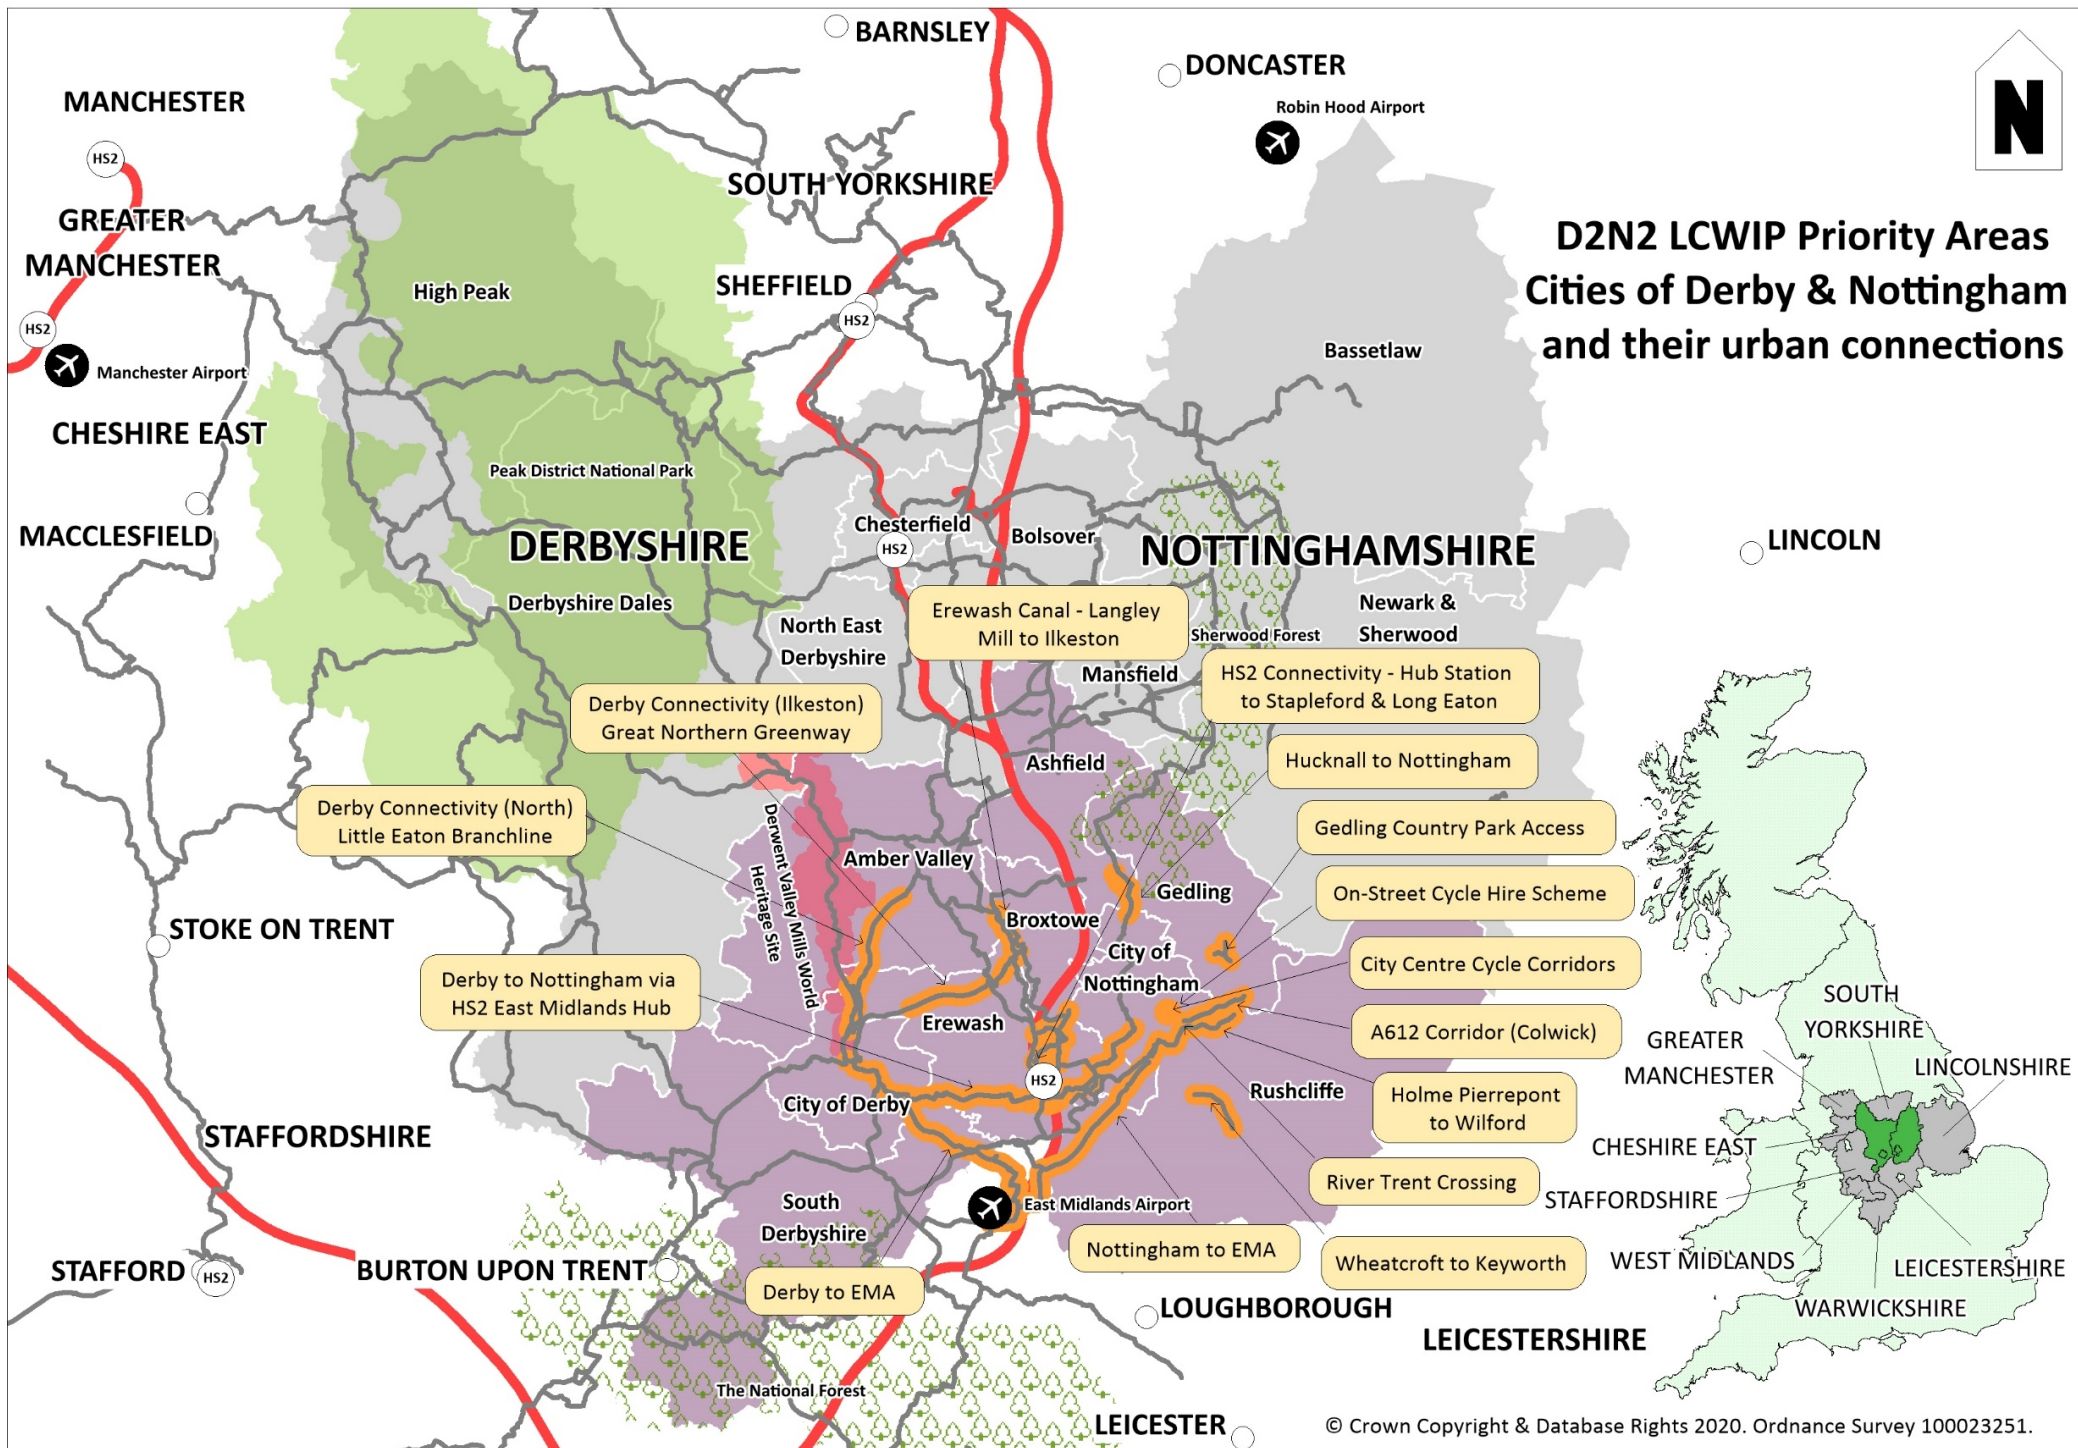 BARNSLEY
DONCASTER
MANCHESTER
Robin Hood Airport
N
HS2
SOUTH YORKSHIRE
GREATER
MANCHESTER
D2N2 LCWIP Priority Areas
Cities of Derby & Nottingham
and their urban connections
SHEFFIELD
HS2
High Peak
HS2
Manchester Airport
Bassetlaw
CHESHIRE EAST
Peak District National Park
MACCLESFIELD
Chesterfield
HS2
Bolsover
DERBYSHIRE
NOTTINGHAMSHIRE
LINCOLN
Derbyshire Dales
North East
Derbyshire
Erewash Canal - Langley
Mill to Ilkeston
Sherwood Forest
Newark &
Sherwood
Mansfield
HS2 Connectivity - Hub Station
to Stapleford & Long Eaton
Derby Connectivity (Ilkeston)
Great Northern Greenway
Ashfield
Hucknall to Nottingham
Derby Connectivity (North)
Little Eaton Branchline
Derwent Valley Mills World
Heritage Site
Amber Valley
Gedling Country Park Access
Gedling
On-Street Cycle Hire Scheme
Broxtowe
STOKE ON TRENT
City of
Nottingham
City Centre Cycle Corridors
Derby to Nottingham via
HS2 East Midlands Hub
Erewash
A612 Corridor (Colwick)
HS2
Rushcliffe
Holme Pierrepont
to Wilford
City of Derby
STAFFORDSHIRE
River Trent Crossing
South
Derbyshire
East Midlands Airport
Nottingham to EMA
Wheatcroft to Keyworth
STAFFORD
HS2
BURTON UPON TRENT
Derby to EMA
LOUGHBOROUGH
LEICESTERSHIRE
The National Forest
LEICESTER
SOUTH
YORKSHIRE
GREATER
MANCHESTER
LINCOLNSHIRE
CHESHIRE EAST
STAFFORDSHIRE
WEST MIDLANDS
LEICESTERSHIRE
WARWICKSHIRE
© Crown Copyright & Database Rights 2020. Ordnance Survey 100023251.